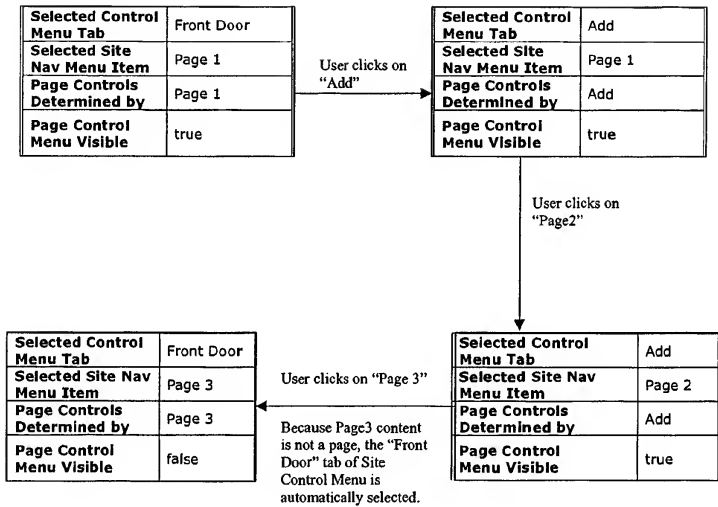 Selected Control
Menu Tab
Front Door
Selected Site
Nav Menu Item
Page 1
Page Controls
Determined by
Page 1
Page Control
Menu Visible
true
User clicks on
"Add"
Selected Control
Menu Tab
Add
Selected Site
Nav Menu Item
Page 1
Page Controls
Determined by
Add
Page Control
Menu Visible
true
User clicks on
"Page2"
Selected Control
Menu Tab
Front Door
Selected Site Nav
Menu Item
Page 3
Page Controls
Determined by
Page 3
Page Control
Menu Visible
false
User clicks on "Page 3"
Because Page3 content
is not a page, the "Front
Door" tab of Site
Control Menu is
automatically selected.
Selected Control
Menu Tab
Add
Selected Site Nav
Menu Item
Page 2
Page Controls
Determined by
Add
Page Control
Menu Visible
true